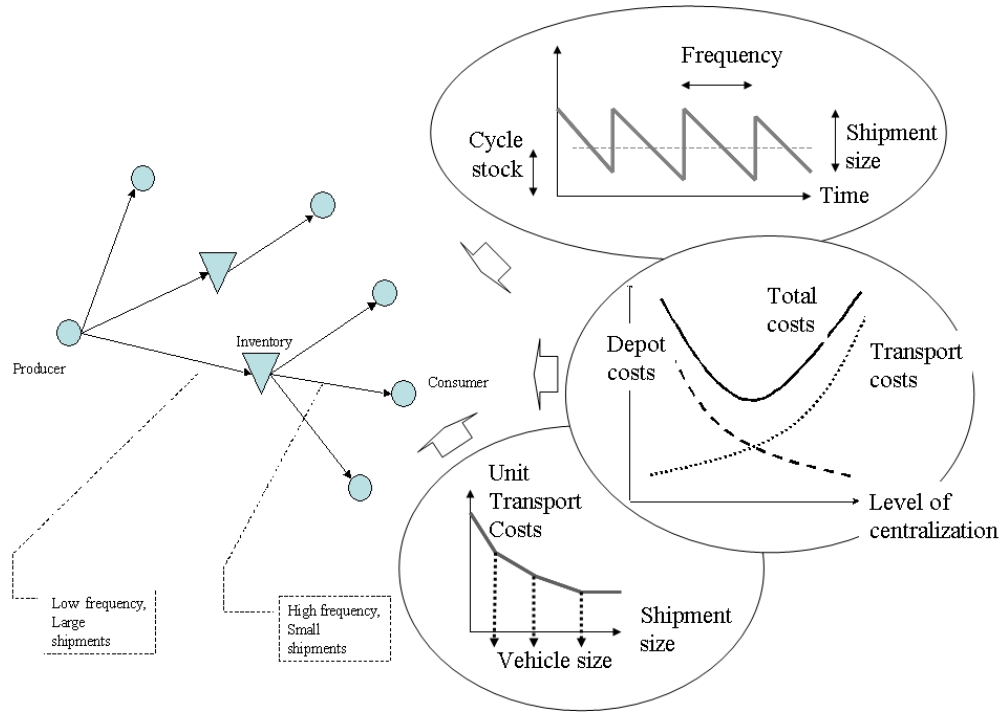 Frequency
Cycle
stock
Shipment
size
Time
Total
costs
Depot
costs
Transport
costs
Level of
centralization
Inventory
Producer
Consumer
Unit
Transport
Costs
Shipment
size
Vehicle size
Low frequency,
Large
shipments
High frequency,
Small
shipments